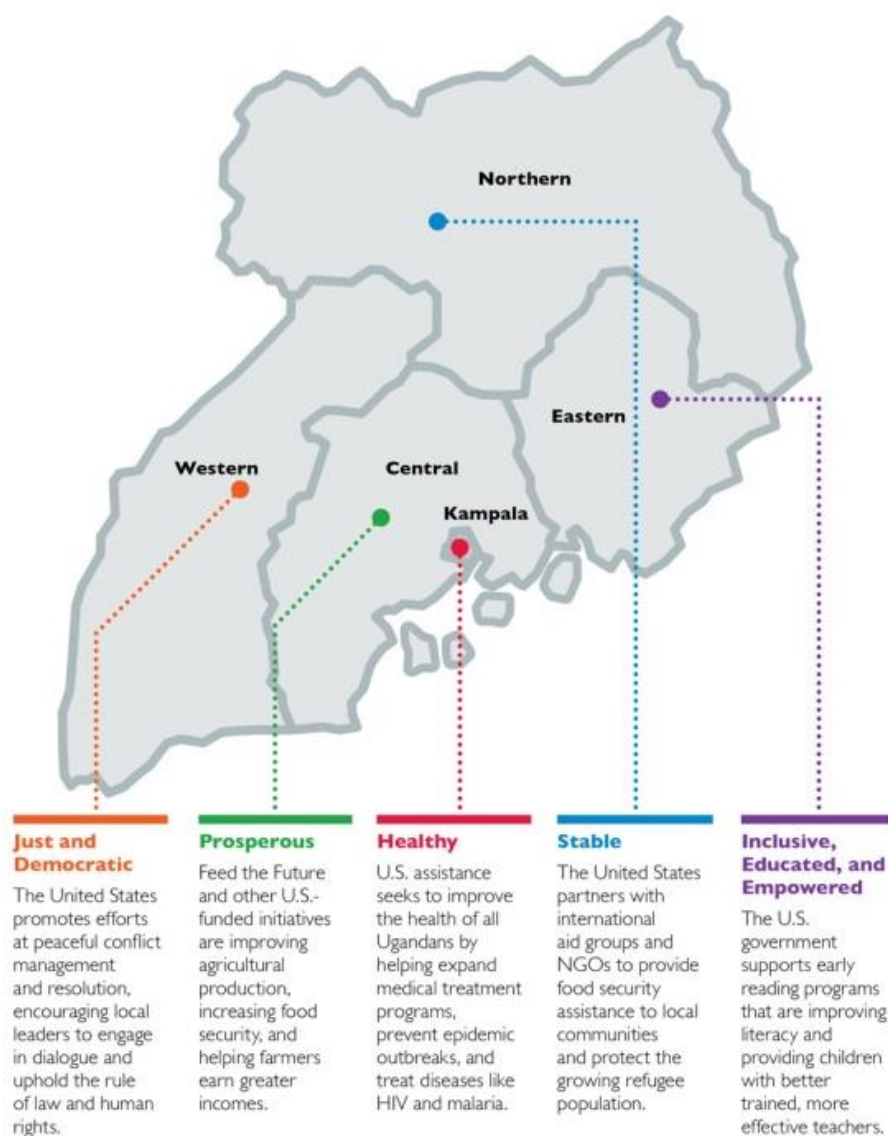 Northern
Eastern
Western
Central
Kampala
Just and
Democratic
The United States
promotes efforts
at peaceful conflict
management
and resolution,
encouraging local
leaders to engage
in dialogue and
uphold the rule
of law and human
rights.
Prosperous
Feed the Future
and other U.S.-
funded initiatives
are improving
agricultural
production,
increasing food
security, and
helping farmers
earn greater
incomes.
Healthy
U.S. assistance
seeks to improve
the health of all
Ugandans by
helping expand
medical treatment
programs,
prevent epidemic
outbreaks, and
treat diseases like
HIV and malaria.
Stable
The United States
partners with
international
aid groups and
NGOs to provide
food security
assistance to local
communities
and protect the
growing refugee
population.
Inclusive,
Educated, and
Empowered
The U.S.
government
supports early
reading programs
that are improving
literacy and
providing children
with better
trained, more
effective teachers.